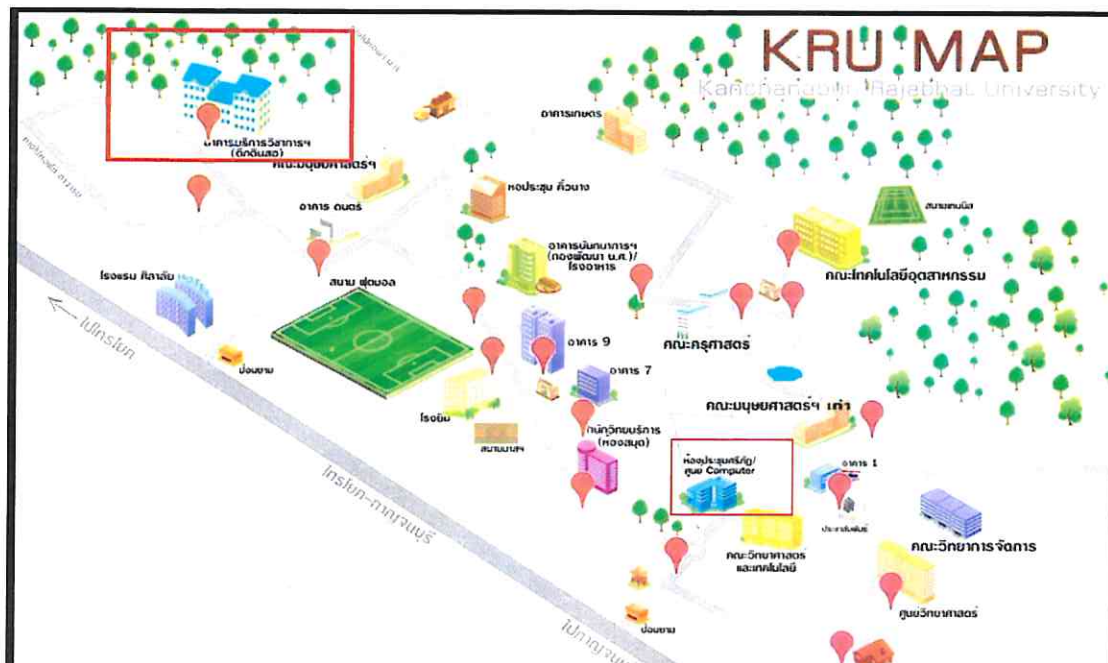 KRU MAP
Kanchanaburi Rajabhat University
อาคารเกษตร
อาคารบริการวิชาการฯ
(ตึกดินสอ)
คณะมนุษยศาสตร์ฯ
หอประชุม คิ้วนาง
อาคาร ดนตรี
สนามเทนนิส
อาคารบัณฑนาการฯ
(กองพัฒนา น.ศ.)/
โรงอาหาร
คณะเทคโนโลยีอุตสาหกรรม
โรงแรม ศิลาลัย
สนาม ฟุตบอล
ไปไทรโยค
อาคาร 9
คณะครุศาสตร์
ป้อมยาม
อาคาร 7
โรงยิม
คณะมนุษยศาสตร์ฯ เก่า
สำนักวิทยบริการ
(ห้องสมุด)
สนามบาสฯ
ห้องประชุมศรีภัฏ/
ศูนย์ Computer
อาคาร 1
ไทรโยค-กาญจนบุรี
ประชาสัมพันธ์
คณะวิทยาการจัดการ
คณะวิทยาศาสตร์
และเทคโนโลยี
ศูนย์วิทยาศาสตร์
ป้อมยาม